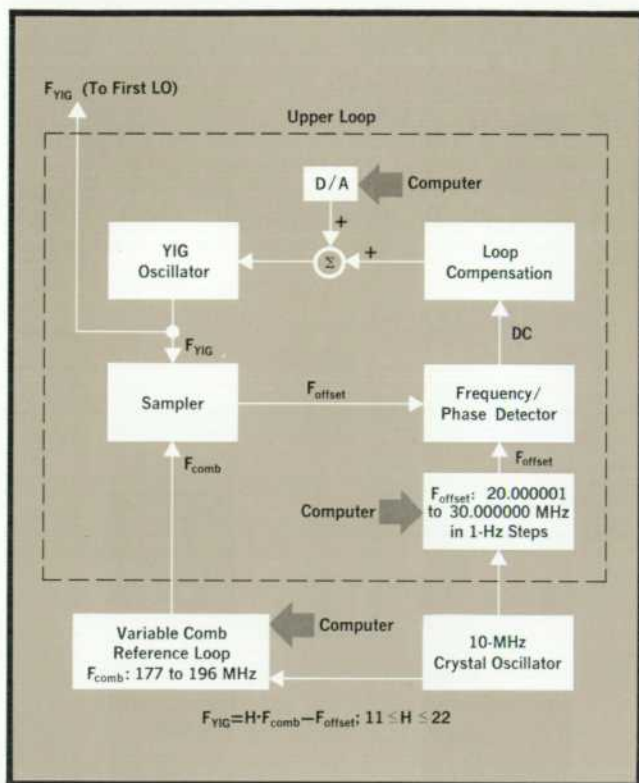 F_YIG (To First LO)
Upper Loop
D/A
Computer
+
YIG
Oscillator
Σ
+
Loop
Compensation
DC
F_YIG
Sampler
F_offset
Frequency/
Phase Detector
F_comb
F_offset
Computer
F_offset: 20.000001
to 30.000000 MHz
in 1-Hz Steps
Variable Comb
Reference Loop
F_comb: 177 to 196 MHz
Computer
10-MHz
Crystal Oscillator
F_YIG=H·F_comb−F_offset; 11 ≤ H ≤ 22